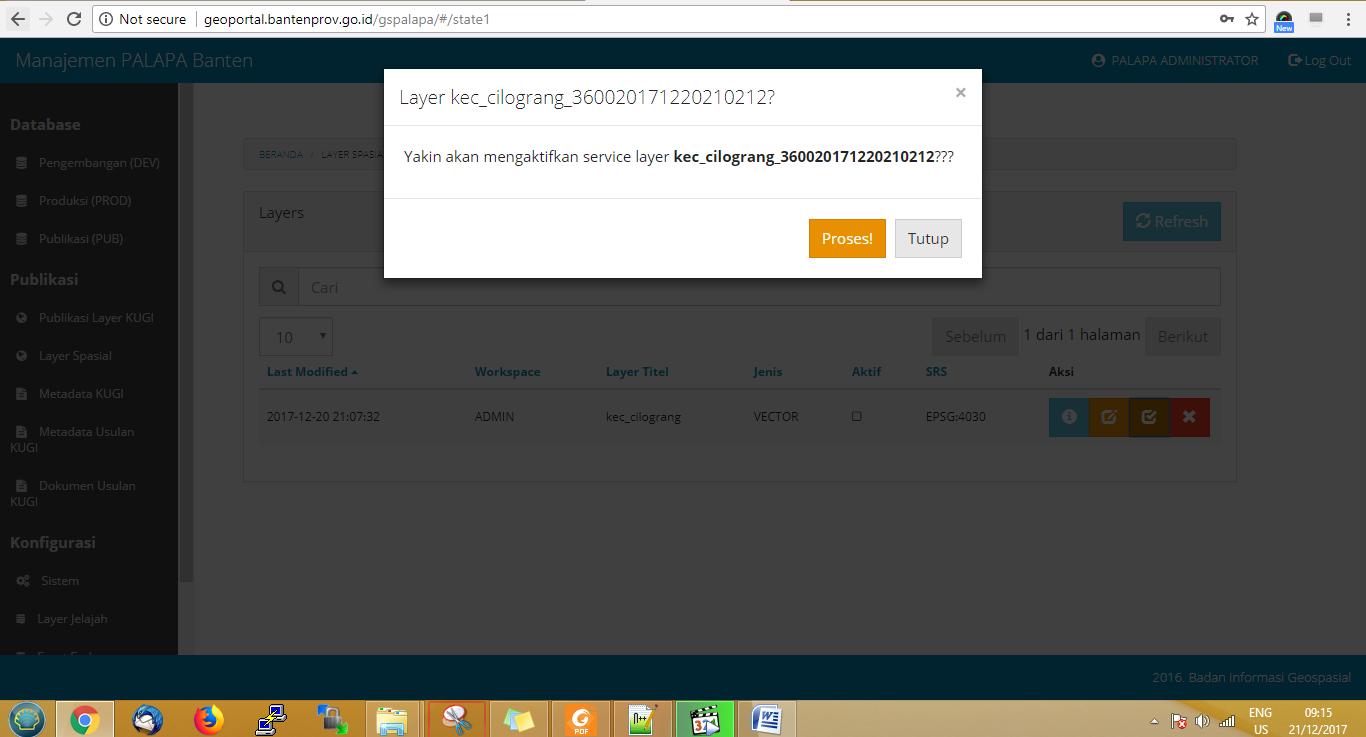 Not secure | geoportal.bantenprov.go.id/gspalapa/#/state1
New
Manajemen PALAPA Banten
PALAPA ADMINISTRATOR
Log Out
Layer kec_cilograng_360020171220210212?
×
Yakin akan mengaktifkan service layer kec_cilograng_360020171220210212???
Proses!
Tutup
Database
Pengembangan (DEV)
Produksi (PROD)
Publikasi (PUB)
Publikasi
Publikasi Layer KUGI
Layer Spasial
Metadata KUGI
Metadata Usulan
KUGI
Dokumen Usulan
KUGI
Konfigurasi
Sistem
Layer Jelajah
BERANDA / LAYER SPASIA
Layers
Refresh
Cari
10
Sebelum 1 dari 1 halaman Berikut
Last Modified Workspace Layer Titel Jenis Aktif SRS Aksi
2017-12-20 21:07:32 ADMIN kec_cilograng VECTOR EPSG:4030
2016. Badan Informasi Geospasial
PDF
ENG
US
09:15
21/12/2017